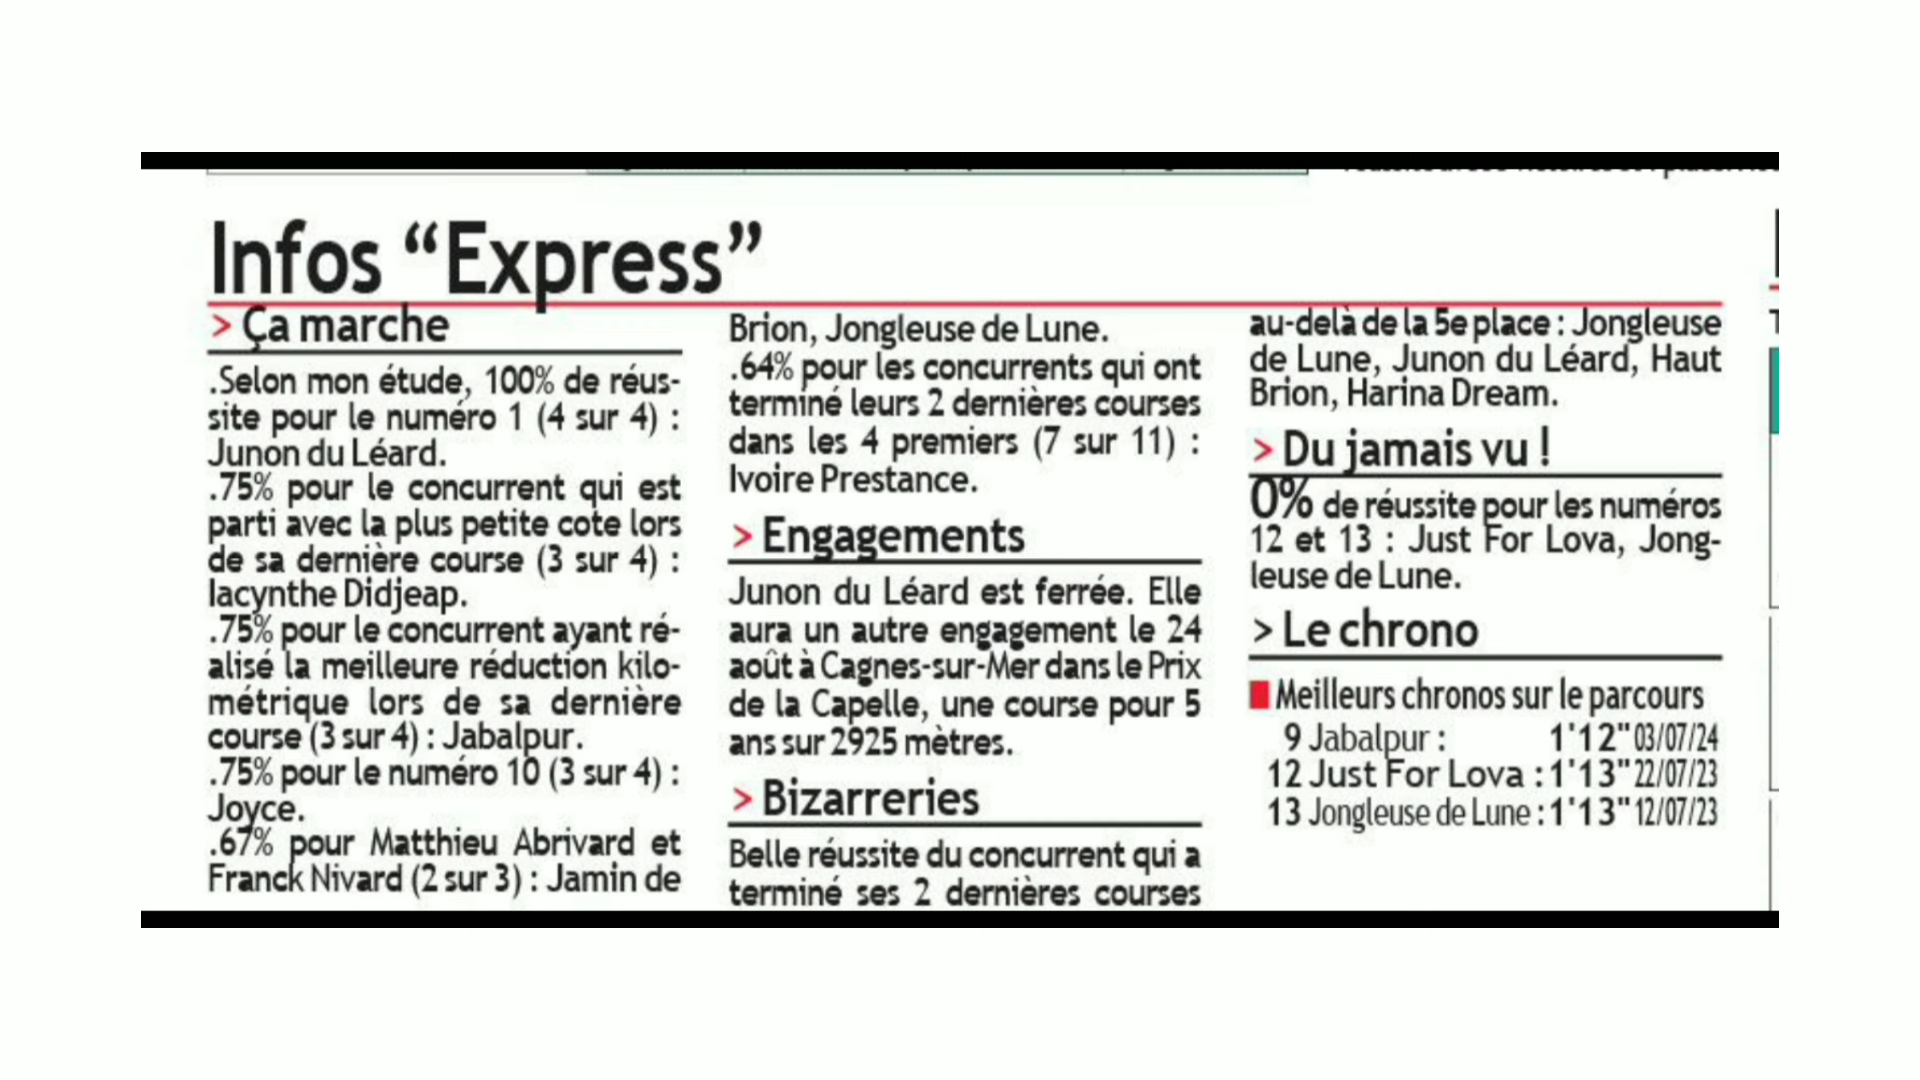 Infos “Express”
> Ça marche
.Selon mon étude, 100% de réus-
site pour le numéro 1 (4 sur 4) :
Junon du Léard.
.75% pour le concurrent qui est
parti avec la plus petite cote lors
de sa dernière course (3 sur 4) :
Iacynthe Didjeap.
.75% pour le concurrent ayant ré-
alisé la meilleure réduction kilo-
métrique lors de sa dernière
course (3 sur 4) : Jabalpur.
.75% pour le numéro 10 (3 sur 4) :
Joyce.
.67% pour Matthieu Abrivard et
Franck Nivard (2 sur 3) : Jamin de
Brion, Jongleuse de Lune.
.64% pour les concurrents qui ont
terminé leurs 2 dernières courses
dans les 4 premiers (7 sur 11) :
Ivoire Prestance.
> Engagements
Junon du Léard est ferrée. Elle
aura un autre engagement le 24
août à Cagnes-sur-Mer dans le Prix
de la Capelle, une course pour 5
ans sur 2925 mètres.
> Bizarreries
Belle réussite du concurrent qui a
terminé ses 2 dernières courses
au-delà de la 5e place : Jongleuse
de Lune, Junon du Léard, Haut
Brion, Harina Dream.
> Du jamais vu !
0% de réussite pour les numéros
12 et 13 : Just For Lova, Jong-
leuse de Lune.
> Le chrono
Meilleurs chronos sur le parcours
9 Jabalpur : 1'12" 03/07/24
12 Just For Lova : 1'13" 22/07/23
13 Jongleuse de Lune : 1'13" 12/07/23